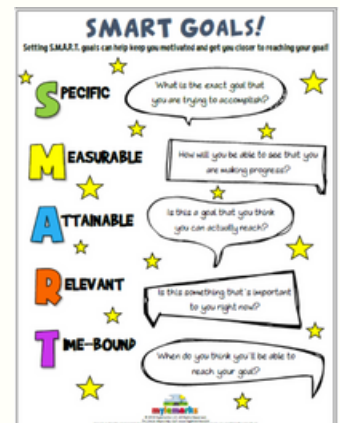 SMART GOALS!
Setting S.M.A.R.T. goals can help keep you motivated and get you closer to reaching your goal!
SPECIFIC
What is the exact goal that
you are trying to accomplish?
MEASURABLE
How will you be able to see that you
are making progress?
ATTAINABLE
Is this a goal that you think
you can actually reach?
RELEVANT
Is this something that's important
to you right now?
TIME-BOUND
When do you think you'll be able to
reach your goal?
mylemarks